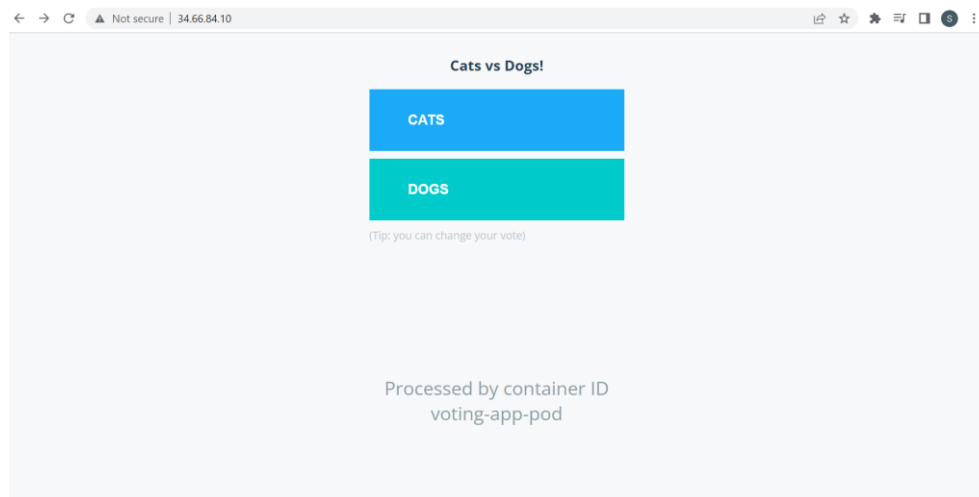 Not secure | 34.66.84.10
S
Cats vs Dogs!
CATS
DOGS
(Tip: you can change your vote)
Processed by container ID
voting-app-pod